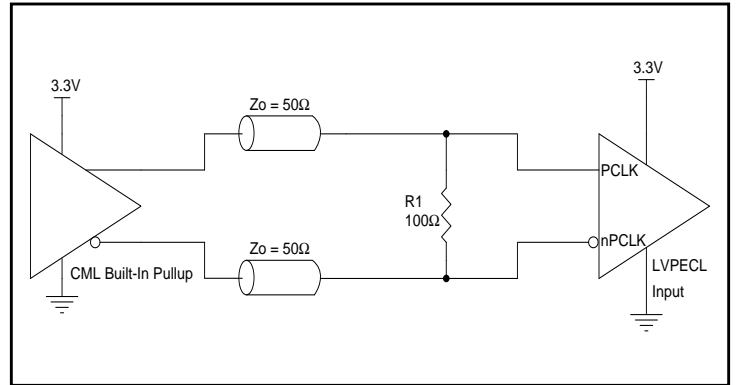 3.3V
3.3V
Zo = 50Ω
PCLK
R1
100Ω
nPCLK
Zo = 50Ω
CML Built-In Pullup
LVPECL
Input